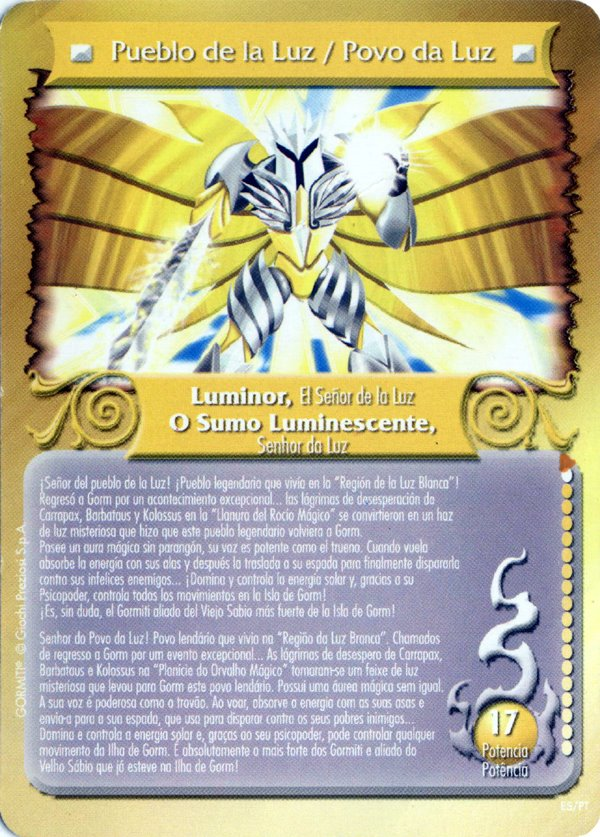 Pueblo de la Luz / Povo da Luz
Luminor, El Señor de la Luz
O Sumo Luminescente,
Senhor da Luz
¡Señor del pueblo de la Luz! ¡Pueblo legendario que vivía en la "Región de la Luz Blanca"!
Regresó a Gorm por un acontecimiento excepcional... las lágrimas de desesperación de
Carrapax, Barbataus y Kolossus en la "Llanura del Rocío Mágico" se convirtieron en un haz
de luz misteriosa que hizo que este pueblo legendario volviera a Gorm.
Posee un aura mágica sin parangón, su voz es potente como el trueno. Cuando vuela
absorbe la energía con sus alas y después la traslada a su espada para finalmente dispararla
contra sus infelices enemigos... ¡Domina y controla la energía solar y, gracias a su
Psicopoder, controla todos los movimientos en la Isla de Gorm!
¡Es, sin duda, el Gormiti aliado del Viejo Sabio más fuerte de la Isla de Gorm!
Senhor do Povo da Luz! Povo lendário que vivia na "Região da Luz Branca". Chamados
de regresso a Gorm por um evento excepcional... As lágrimas de desespero de Carrapax,
Barbataus e Kolossus na "Planície do Orvalho Mágico" tornaram-se um feixe de luz
misteriosa que levou para Gorm este povo lendário. Possui uma áurea mágica sem igual.
A sua voz é poderosa como o trovão. Ao voar, absorve a energia com as suas asas e
envia-a para a sua espada, que usa para disparar contra os seus pobres inimigos...
Domina e controla a energia solar e, graças ao seu psicopoder, pode controlar qualquer
movimento da Ilha de Gorm. É absolutamente o mais forte dos Gormiti e aliado do
Velho Sábio que já esteve na Ilha de Gorm!
17
Potencia
Potência
GORMITI® © Giochi Preziosi S.p.A.
ES/PT